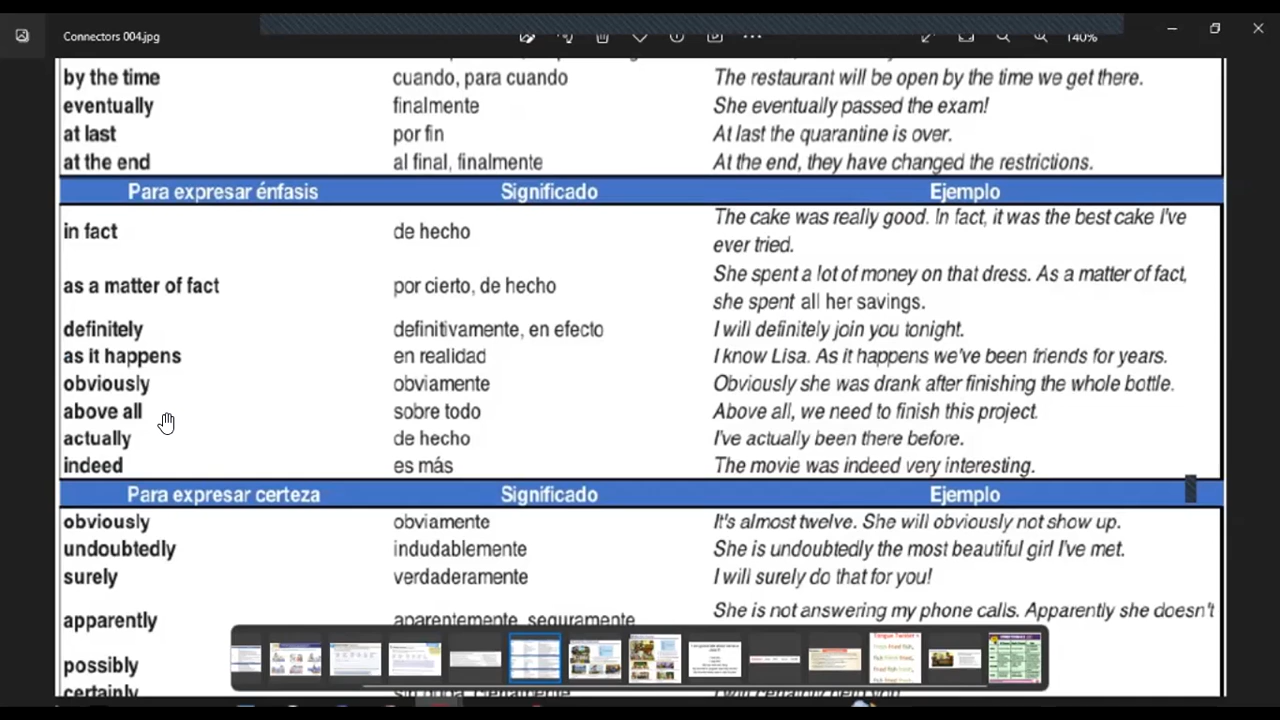 Connectors 004.jpg
140%
by the time cuando, para cuando The restaurant will be open by the time we get there.
eventually finalmente She eventually passed the exam!
at last por fin At last the quarantine is over.
at the end al final, finalmente At the end, they have changed the restrictions.
Para expresar énfasis Significado Ejemplo
in fact de hecho The cake was really good. In fact, it was the best cake I've
ever tried.
as a matter of fact por cierto, de hecho She spent a lot of money on that dress. As a matter of fact,
she spent all her savings.
definitely definitivamente, en efecto I will definitely join you tonight.
as it happens en realidad I know Lisa. As it happens we've been friends for years.
obviously obviamente Obviously she was drank after finishing the whole bottle.
above all sobre todo Above all, we need to finish this project.
actually de hecho I've actually been there before.
indeed es más The movie was indeed very interesting.
Para expresar certeza Significado Ejemplo
obviously obviamente It's almost twelve. She will obviously not show up.
undoubtedly indudablemente She is undoubtedly the most beautiful girl I've met.
surely verdaderamente I will surely do that for you!
apparently aparentemente, seguramente She is not answering my phone calls. Apparently she doesn't
possibly
certainly